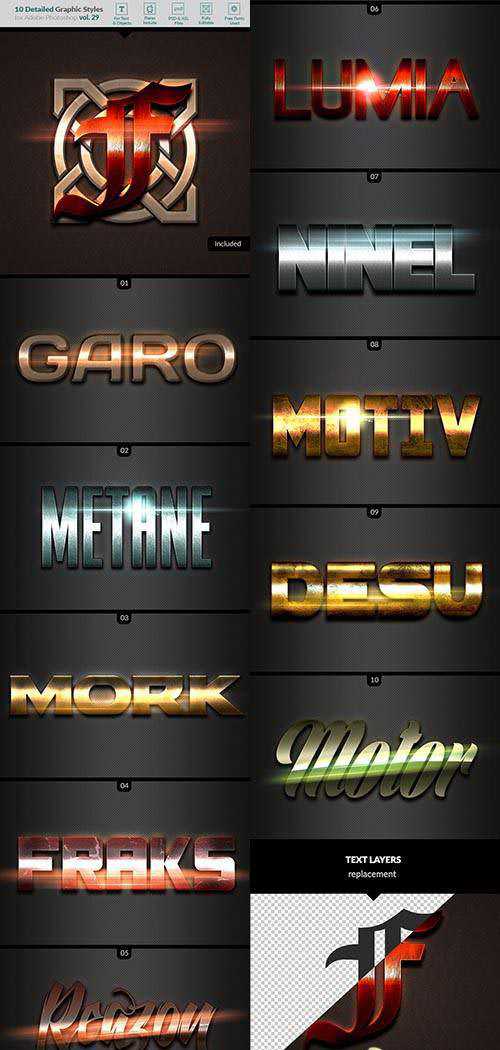 10 Detailed Graphic Styles
for Adobe Photoshop vol. 29
T
For Text
& Objects
Planes
Include
psd
PSD & ASL
Files
Fully
Editable
Free Fonts
Used
F
Included
01
GARO
02
METANE
03
MORK
04
FRAKS
05
Reazon
06
LUMIA
07
NINEL
08
MOTIV
09
DESU
10
Motor
TEXT LAYERS
replacement
F